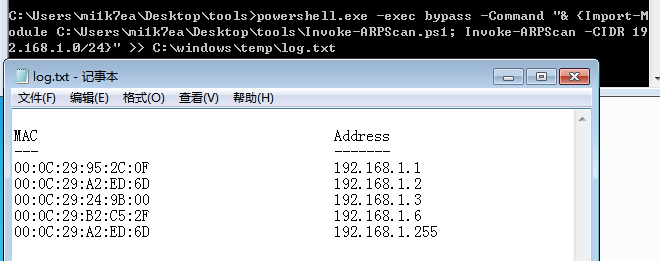 C:\Users\mi1k7ea\Desktop\tools>powershell.exe -exec bypass -Command "& {Import-M
odule C:\Users\mi1k7ea\Desktop\tools\Invoke-ARPScan.ps1; Invoke-ARPScan -CIDR 19
2.168.1.0/24}" >> C:\windows\temp\log.txt
log.txt - 记事本
文件(F) 编辑(E) 格式(O) 查看(V) 帮助(H)
MAC Address
--- -------
00:0C:29:95:2C:0F 192.168.1.1
00:0C:29:A2:ED:6D 192.168.1.2
00:0C:29:24:9B:00 192.168.1.3
00:0C:29:B2:C5:2F 192.168.1.6
00:0C:29:A2:ED:6D 192.168.1.255